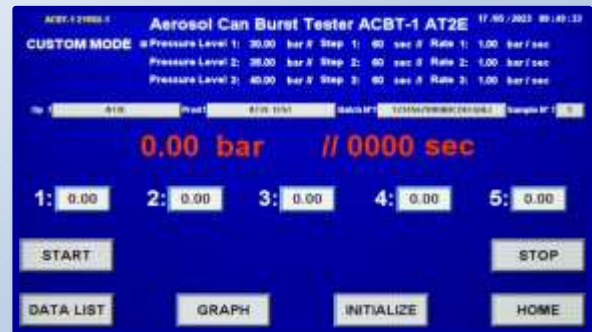 Aerosol Can Burst Tester ACBT-1 AT2E
CUSTOM MODE Pressure Level 1: 30.00 bar // Step 1: 60 sec // Rate 1: 1.00 bar/sec
Pressure Level 2: 35.00 bar // Step 2: 60 sec // Rate 2: 1.00 bar/sec
Pressure Level 3: 40.00 bar // Step 3: 60 sec // Rate 3: 1.00 bar/sec
0.00 bar // 0000 sec
1: 0.00 2: 0.00 3: 0.00 4: 0.00 5: 0.00
START STOP
DATA LIST GRAPH INITIALIZE HOME